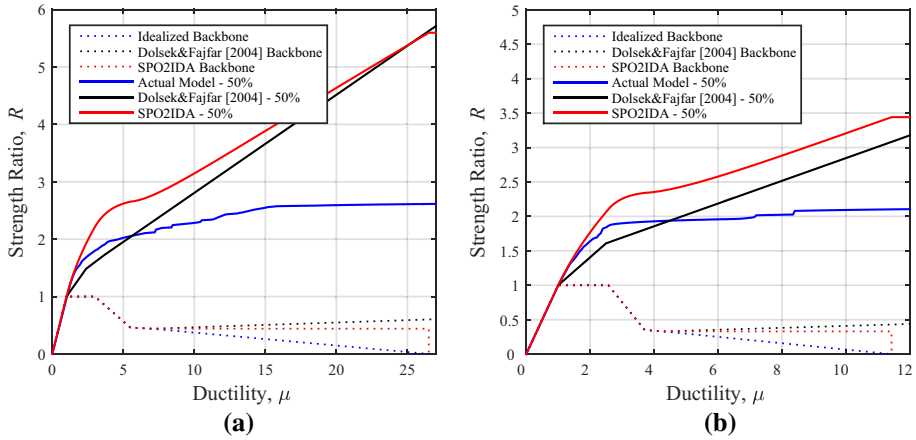 6
5
4
3
2
1
0
Strength Ratio, R
Idealized Backbone
Dolsek&Fajfar [2004] Backbone
SPO2IDA Backbone
Actual Model - 50%
Dolsek&Fajfar [2004] - 50%
SPO2IDA - 50%
0 5 10 15 20 25
Ductility, μ
(a)
5
4.5
4
3.5
3
2.5
2
1.5
1
0.5
0
Strength Ratio, R
Idealized Backbone
Dolsek&Fajfar [2004] Backbone
SPO2IDA Backbone
Actual Model - 50%
Dolsek&Fajfar [2004] - 50%
SPO2IDA - 50%
0 2 4 6 8 10 12
Ductility, μ
(b)